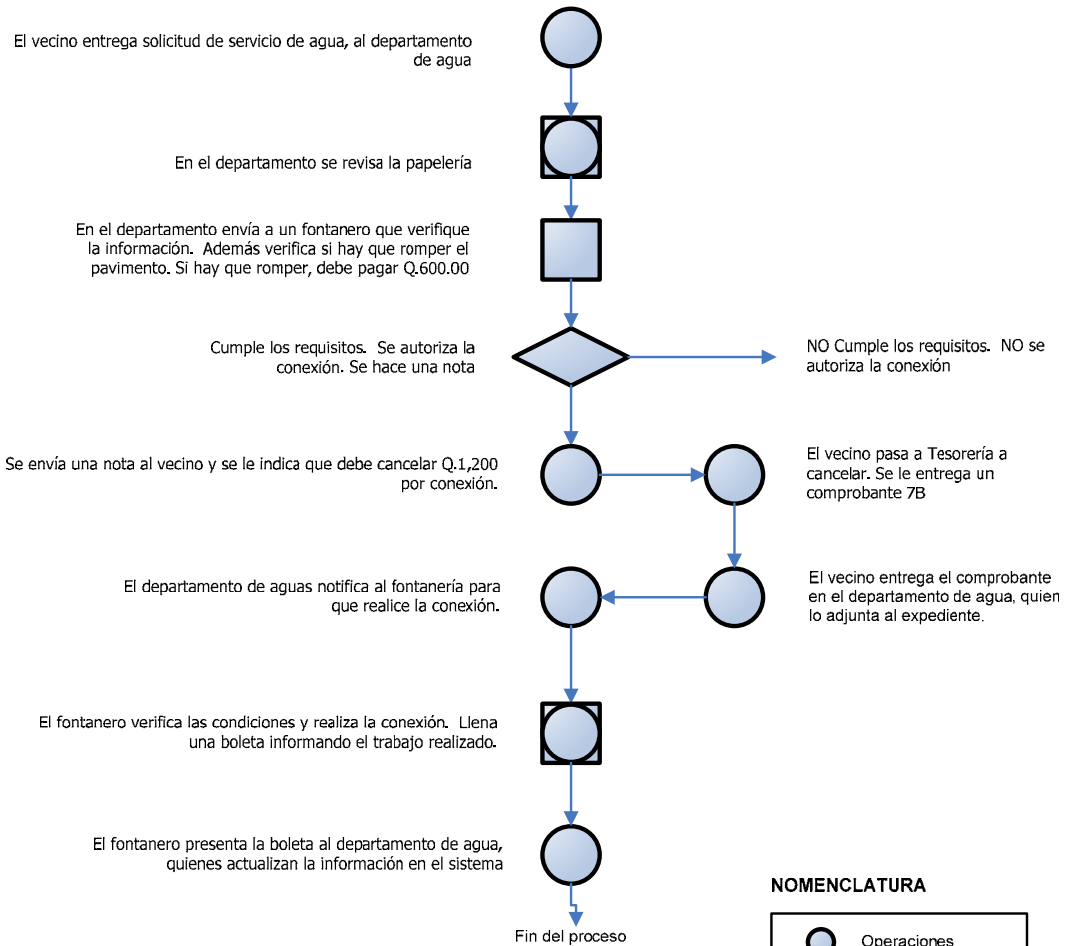 El vecino entrega solicitud de servicio de agua, al departamento
de agua
En el departamento se revisa la papelería
En el departamento envía a un fontanero que verifique
la información. Además verifica si hay que romper el
pavimento. Si hay que romper, debe pagar Q.600.00
Cumple los requisitos. Se autoriza la
conexión. Se hace una nota
NO Cumple los requisitos. NO se
autoriza la conexión
Se envía una nota al vecino y se le indica que debe cancelar Q.1,200
por conexión.
El vecino pasa a Tesorería a
cancelar. Se le entrega un
comprobante 7B
El departamento de aguas notifica al fontanería para
que realice la conexión.
El vecino entrega el comprobante
en el departamento de agua, quien
lo adjunta al expediente.
El fontanero verifica las condiciones y realiza la conexión. Llena
una boleta informando el trabajo realizado.
El fontanero presenta la boleta al departamento de agua,
quienes actualizan la información en el sistema
Fin del proceso
NOMENCLATURA
Operaciones